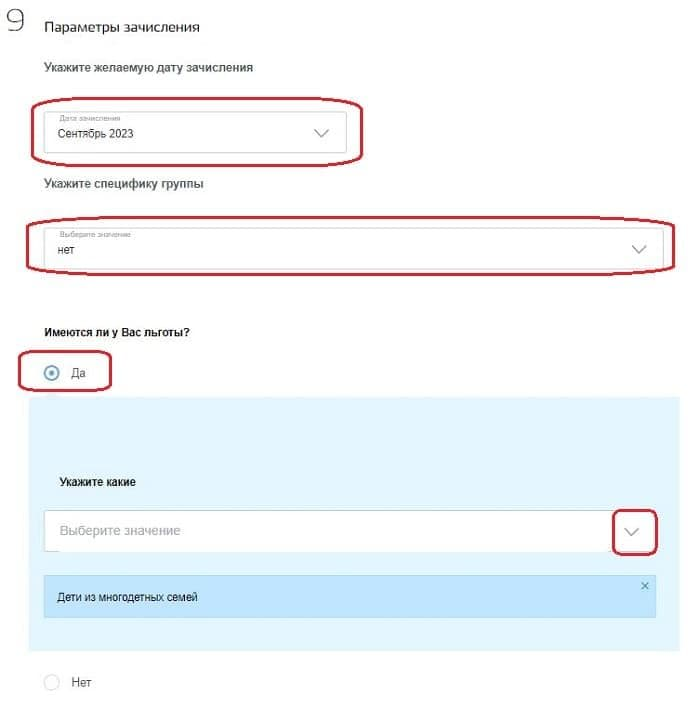 9
Параметры зачисления
Укажите желаемую дату зачисления
Дата зачисления
Сентябрь 2023
Укажите специфику группы
Выберите значение
нет
Имеются ли у Вас льготы?
Да
Укажите какие
Выберите значение
Дети из многодетных семей
Нет